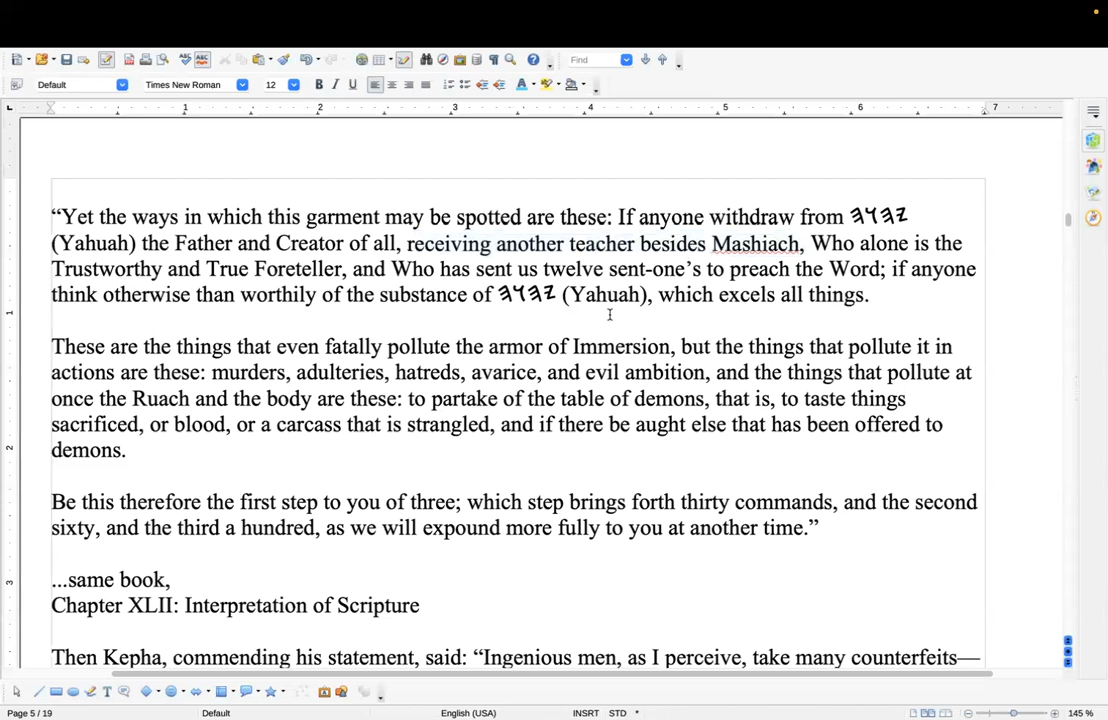 Find
Default
Times New Roman
12
B I U
1 2 3 4 5 6 7
“Yet the ways in which this garment may be spotted are these: If anyone withdraw from 𐤉𐤄𐤅𐤄
(Yahuah) the Father and Creator of all, receiving another teacher besides Mashiach, Who alone is the
Trustworthy and True Foreteller, and Who has sent us twelve sent-one’s to preach the Word; if anyone
think otherwise than worthily of the substance of 𐤉𐤄𐤅𐤄 (Yahuah), which excels all things.
These are the things that even fatally pollute the armor of Immersion, but the things that pollute it in
actions are these: murders, adulteries, hatreds, avarice, and evil ambition, and the things that pollute at
once the Ruach and the body are these: to partake of the table of demons, that is, to taste things
sacrificed, or blood, or a carcass that is strangled, and if there be aught else that has been offered to
demons.
Be this therefore the first step to you of three; which step brings forth thirty commands, and the second
sixty, and the third a hundred, as we will expound more fully to you at another time.”
...same book,
Chapter XLII: Interpretation of Scripture
Then Kepha, commending his statement, said: “Ingenious men, as I perceive, take many counterfeits—
Page 5 / 19
Default
English (USA)
INSRT
STD
*
145 %